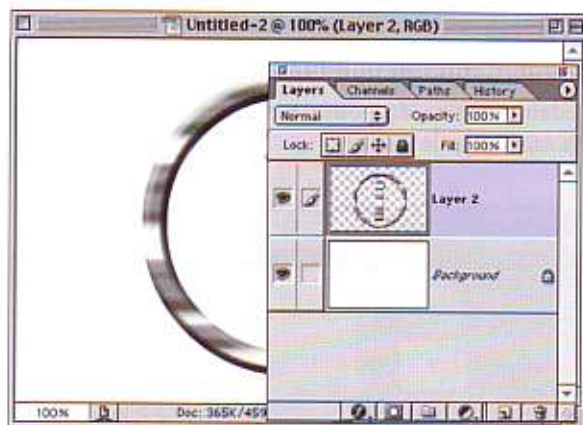 Untitled-2 @ 100% (Layer 2, RGB)
Layers Channels Paths History
Normal Opacity: 100%
Lock: Fill: 100%
Layer 2
Background
100% Doc: 365K/459